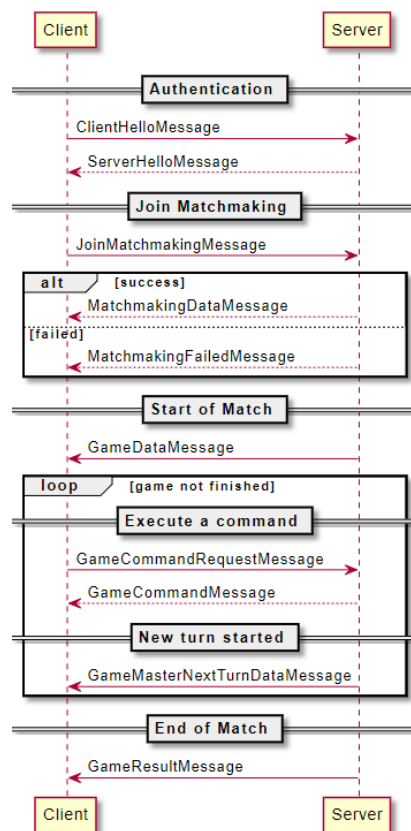 Client Server
Authentication
ClientHelloMessage
ServerHelloMessage
Join Matchmaking
JoinMatchmakingMessage
alt [success]
MatchmakingDataMessage
[failed]
MatchmakingFailedMessage
Start of Match
GameDataMessage
loop [game not finished]
Execute a command
GameCommandRequestMessage
GameCommandMessage
New turn started
GameMasterNextTurnDataMessage
End of Match
GameResultMessage
Client Server